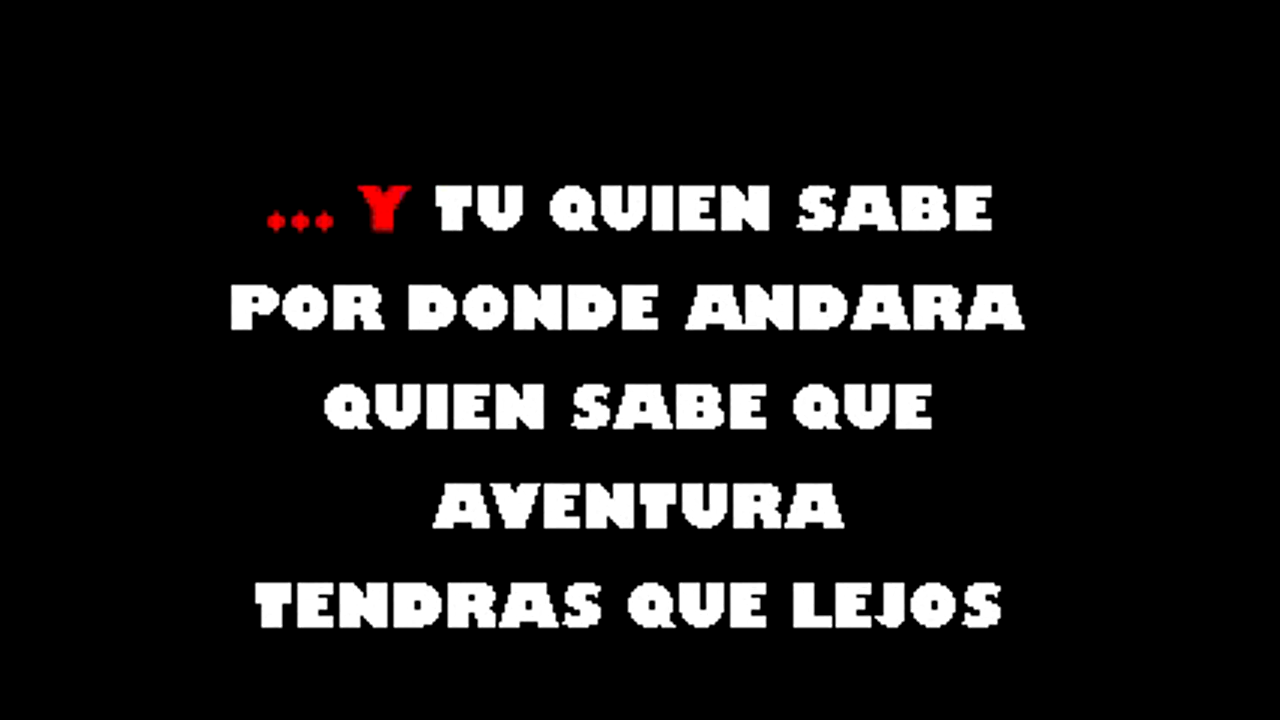 ... Y TU QUIEN SABE
POR DONDE ANDARA
QUIEN SABE QUE
AVENTURA
TENDRAS QUE LEJOS